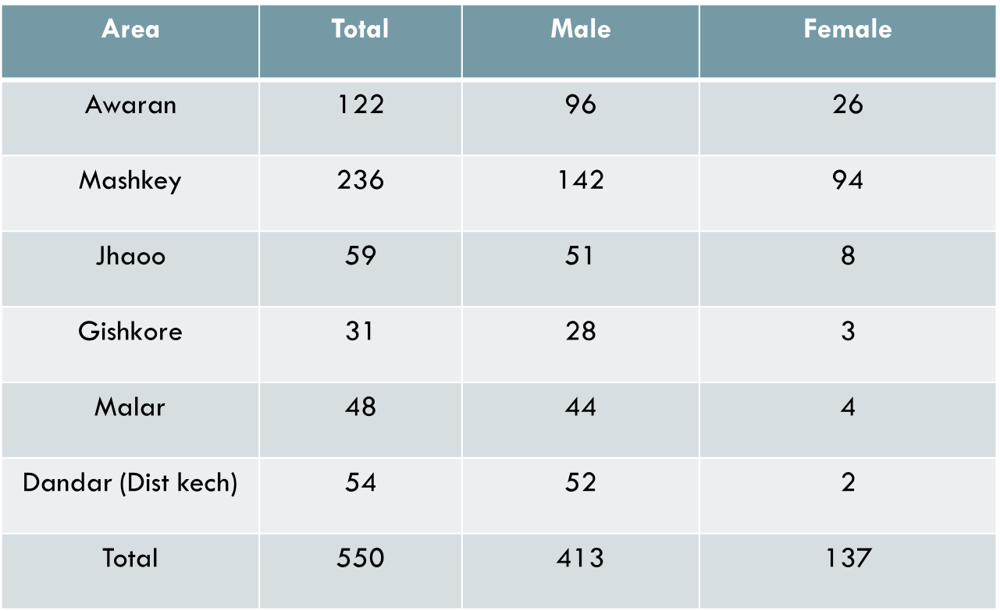 Area Total Male Female
Awaran 122 96 26
Mashkey 236 142 94
Jhaoo 59 51 8
Gishkore 31 28 3
Malar 48 44 4
Dandar (Dist kech) 54 52 2
Total 550 413 137